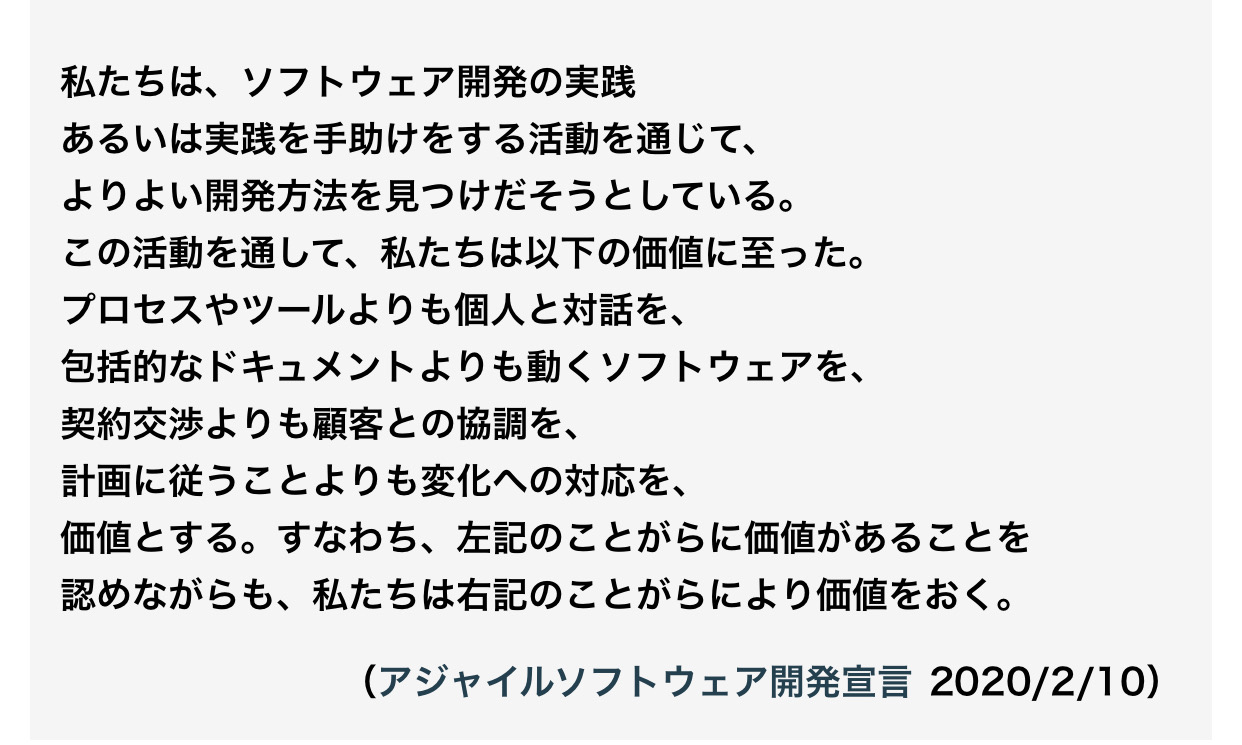 私たちは、ソフトウェア開発の実践
あるいは実践を手助けをする活動を通じて、
よりよい開発方法を見つけだそうとしている。
この活動を通して、私たちは以下の価値に至った。
プロセスやツールよりも個人と対話を、
包括的なドキュメントよりも動くソフトウェアを、
契約交渉よりも顧客との協調を、
計画に従うことよりも変化への対応を、
価値とする。すなわち、左記のことがらに価値があることを
認めながらも、私たちは右記のことがらにより価値をおく。
（アジャイルソフトウェア開発宣言 2020/2/10）